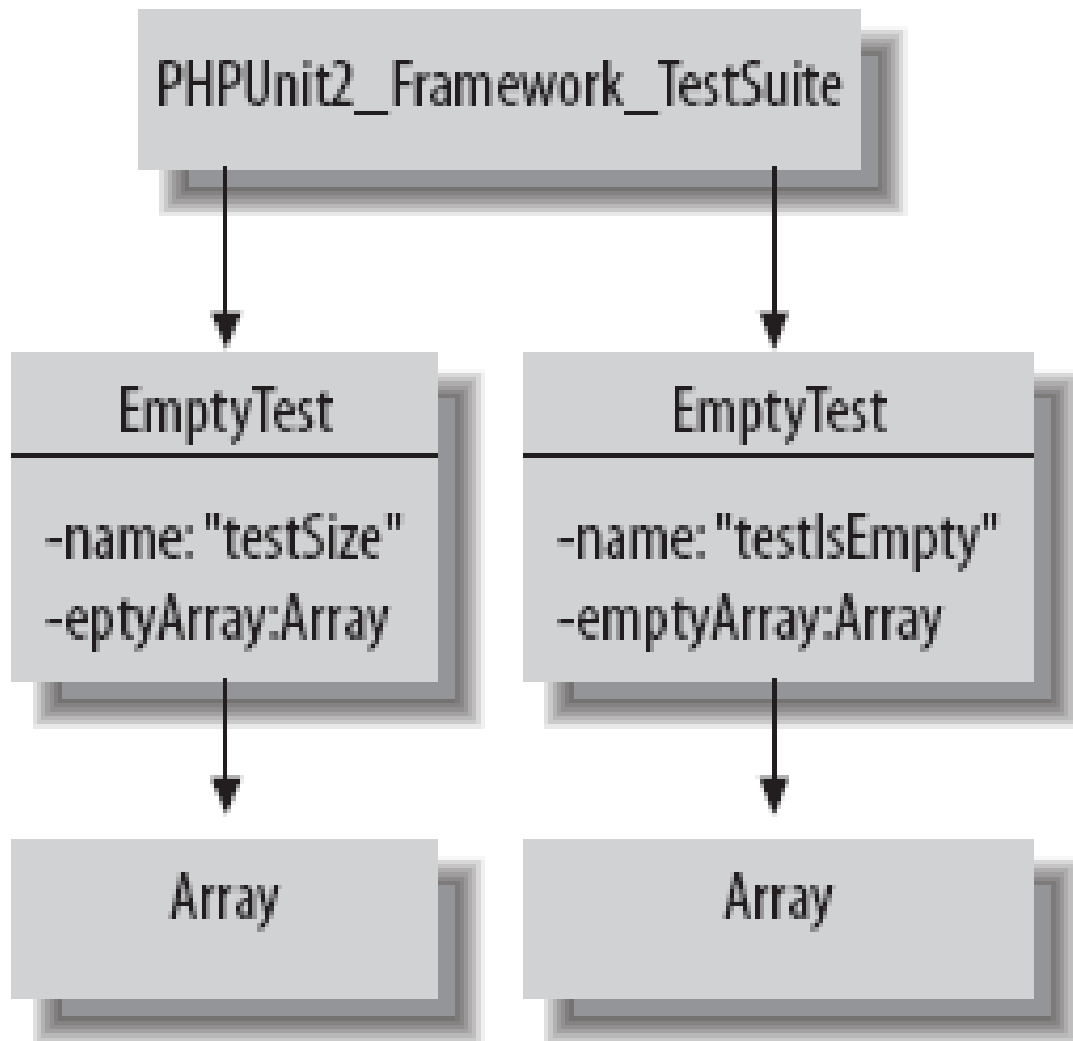 PHPUnit2_Framework_TestSuite
EmptyTest
-name: "testSize"
-eptyArray:Array
EmptyTest
-name: "testIsEmpty"
-emptyArray:Array
Array
Array